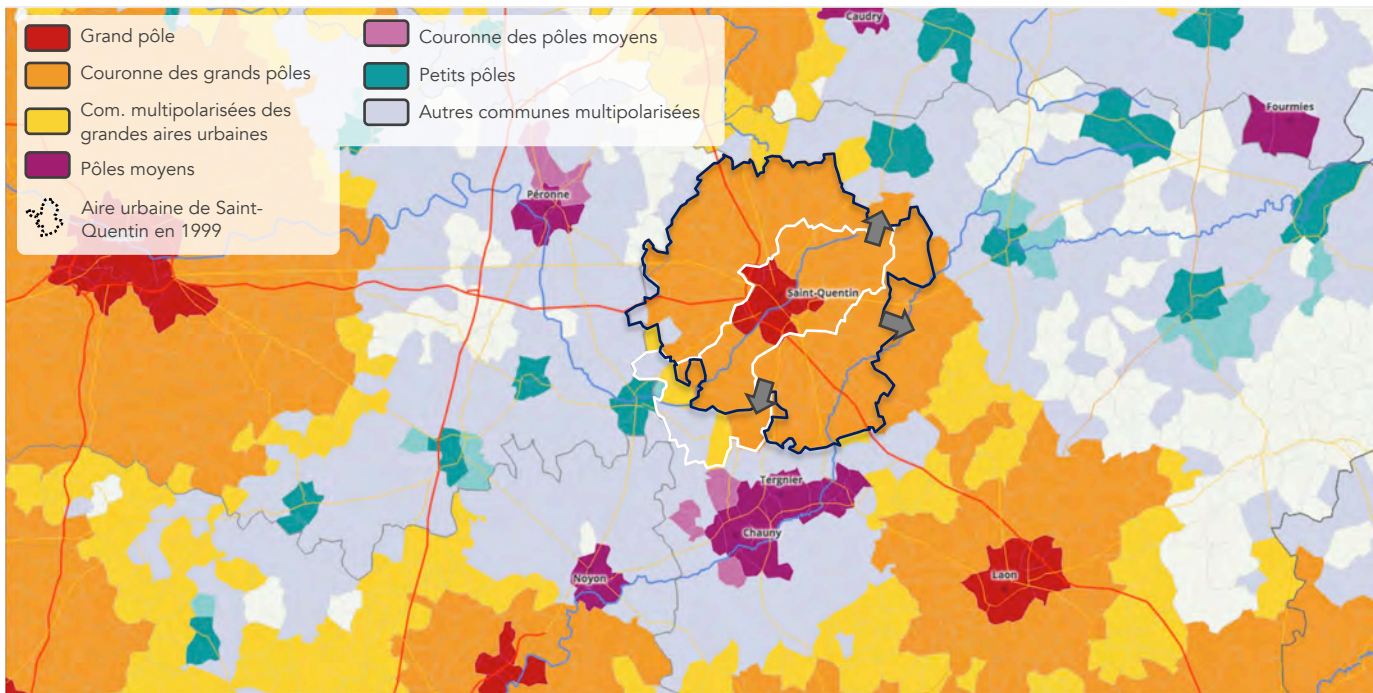 Grand pôle
Couronne des grands pôles
Com. multipolarisées des
grandes aires urbaines
Pôles moyens
Aire urbaine de Saint-
Quentin en 1999
Couronne des pôles moyens
Petits pôles
Autres communes multipolarisées
Caudry
Fourmies
Péronne
Saint-Quentin
Tergnier
Chauny
Noyon
Laon